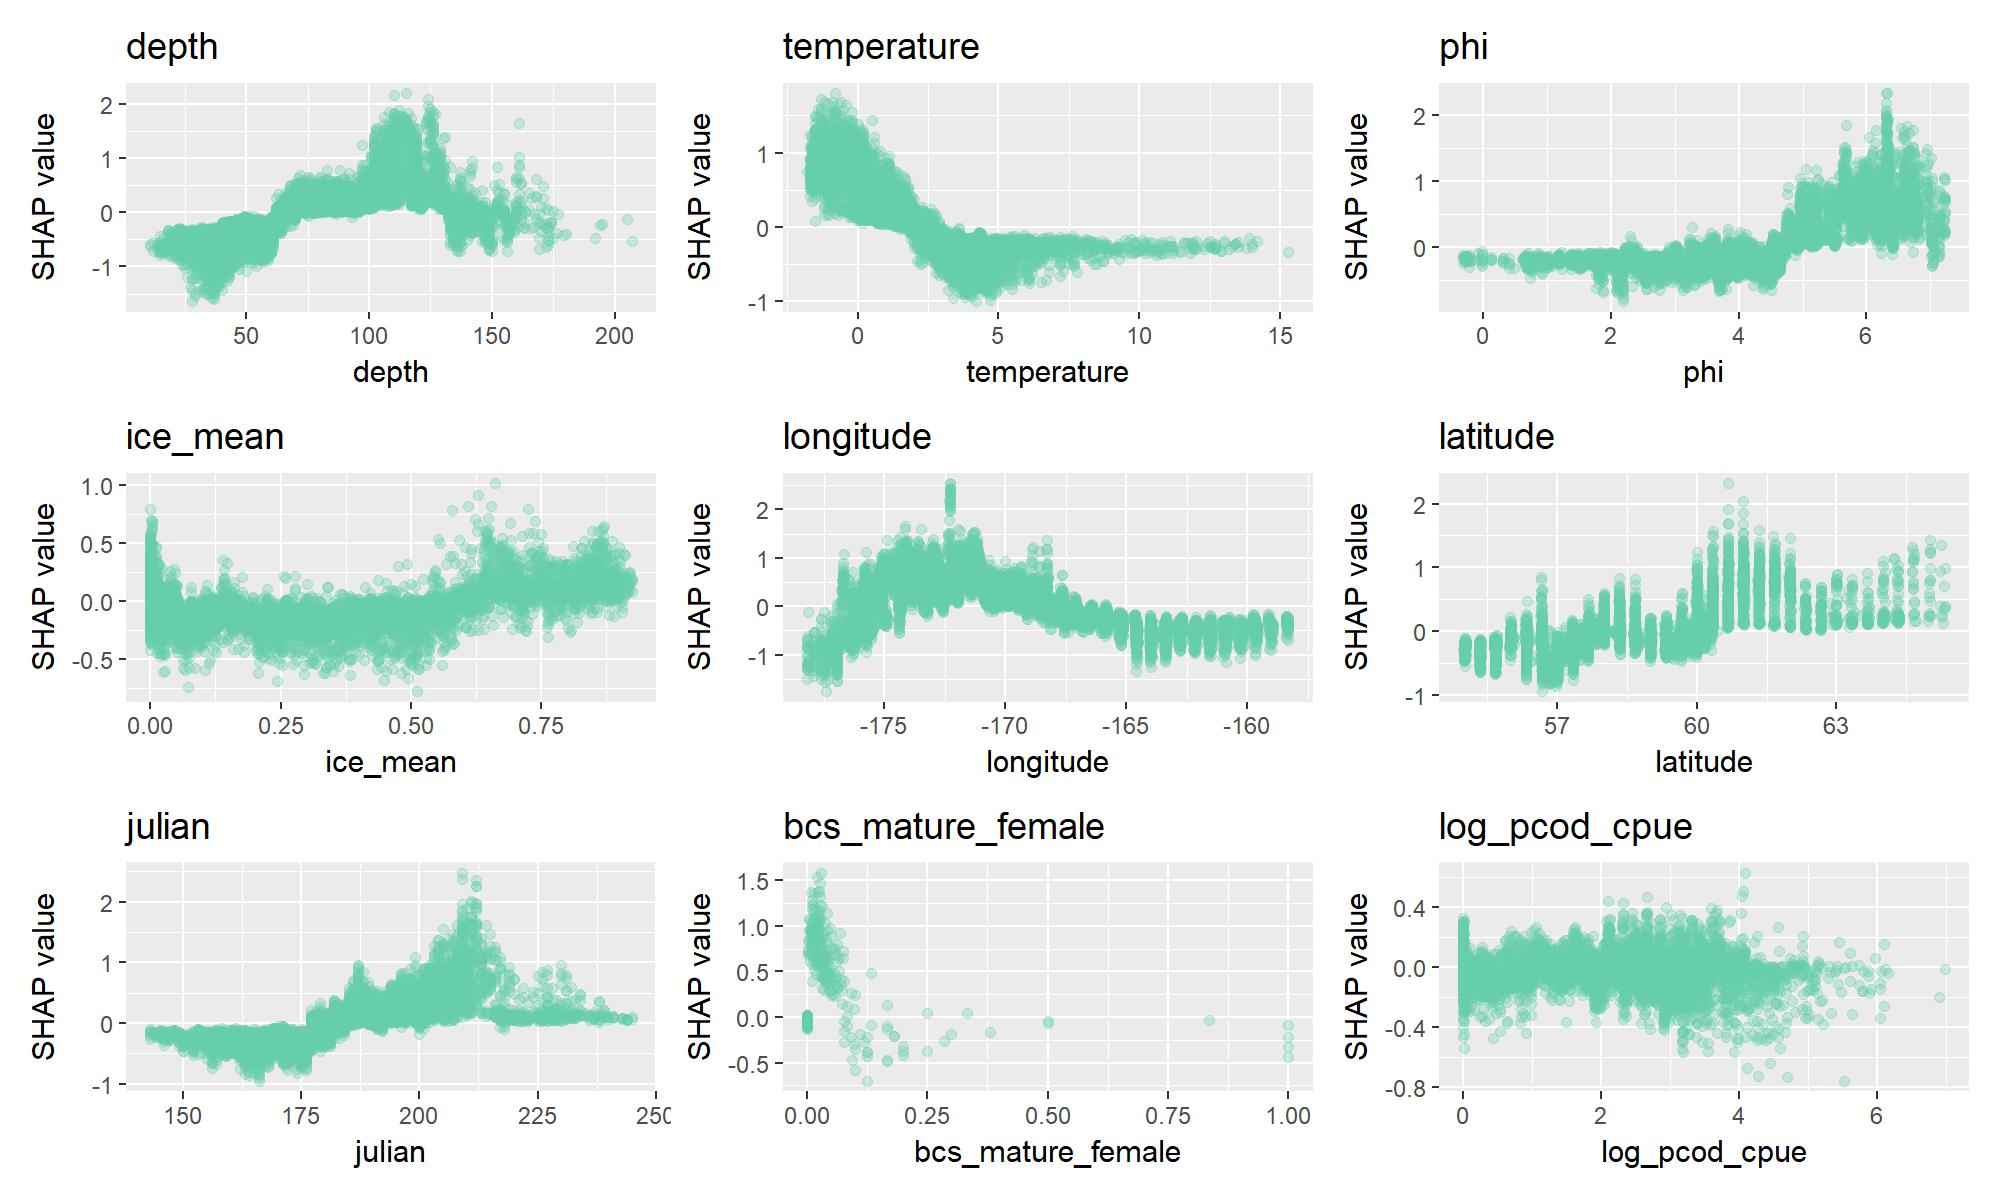 depth
temperature
phi
SHAP value
2
1
0
-1
50
100
150
200
depth
SHAP value
1
0
-1
0
5
10
15
temperature
SHAP value
2
1
0
0
2
4
6
phi
ice_mean
longitude
latitude
SHAP value
1.0
0.5
0.0
-0.5
0.00
0.25
0.50
0.75
ice_mean
SHAP value
2
1
0
-1
-175
-170
-165
-160
longitude
SHAP value
2
1
0
-1
57
60
63
latitude
julian
bcs_mature_female
log_pcod_cpue
SHAP value
2
1
0
-1
150
175
200
225
250
julian
SHAP value
1.5
1.0
0.5
0.0
-0.5
0.00
0.25
0.50
0.75
1.00
bcs_mature_female
SHAP value
0.4
0.0
-0.4
-0.8
0
2
4
6
log_pcod_cpue